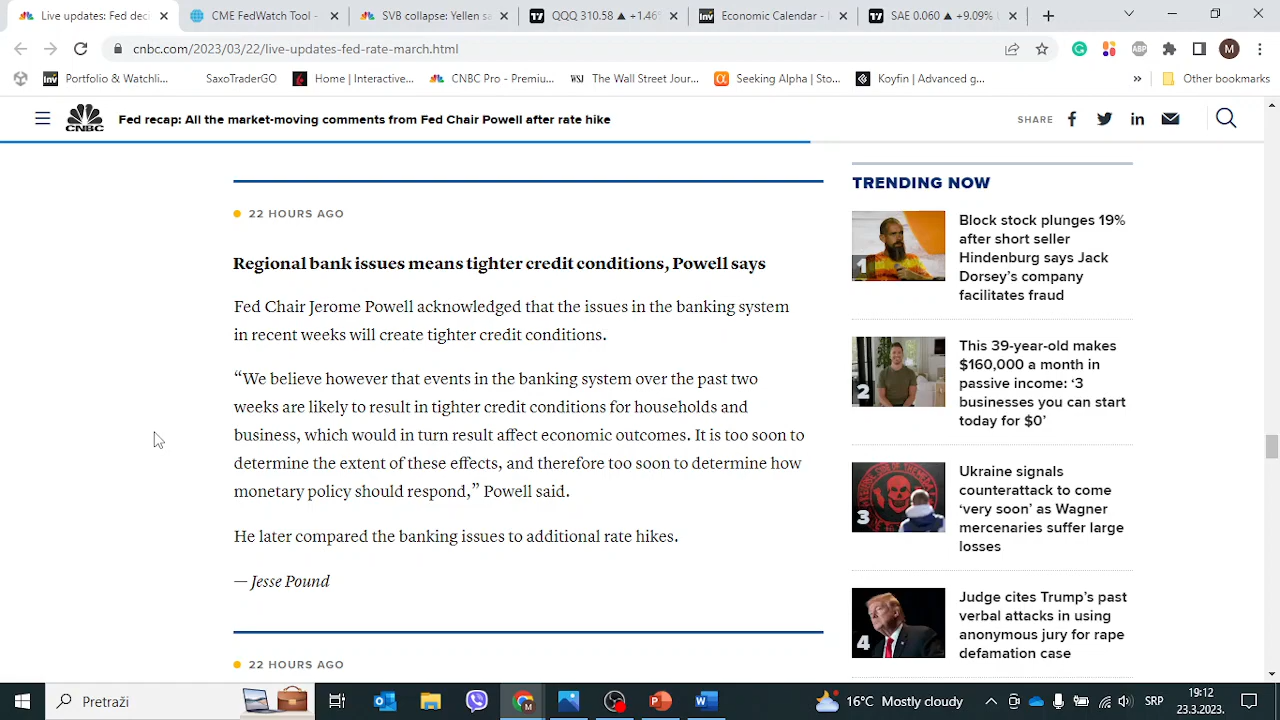 Live updates: Fed dec
CME FedWatch Tool -
SVB collapse: Yellen sa
QQQ 310.58 ▲ +1.46%
Economic Calendar - I
SAE 0.060 ▲ +9.09% U
cnbc.com/2023/03/22/live-updates-fed-rate-march.html
M
Portfolio & Watchli...
SaxoTraderGO
Home | Interactive...
CNBC Pro - Premiu...
The Wall Street Jour...
Seeking Alpha | Sto...
Koyfin | Advanced g...
»
Other bookmarks
CNBC
Fed recap: All the market-moving comments from Fed Chair Powell after rate hike
SHARE
22 HOURS AGO
Regional bank issues means tighter credit conditions, Powell says
Fed Chair Jerome Powell acknowledged that the issues in the banking system
in recent weeks will create tighter credit conditions.
“We believe however that events in the banking system over the past two
weeks are likely to result in tighter credit conditions for households and
business, which would in turn result affect economic outcomes. It is too soon to
determine the extent of these effects, and therefore too soon to determine how
monetary policy should respond,” Powell said.
He later compared the banking issues to additional rate hikes.
— Jesse Pound
22 HOURS AGO
TRENDING NOW
1
Block stock plunges 19%
after short seller
Hindenburg says Jack
Dorsey’s company
facilitates fraud
2
This 39-year-old makes
$160,000 a month in
passive income: ‘3
businesses you can start
today for $0’
3
Ukraine signals
counterattack to come
‘very soon’ as Wagner
mercenaries suffer large
losses
4
Judge cites Trump’s past
verbal attacks in using
anonymous jury for rape
defamation case
Pretraži
16°C Mostly cloudy
SRP
19:12
23.3.2023.